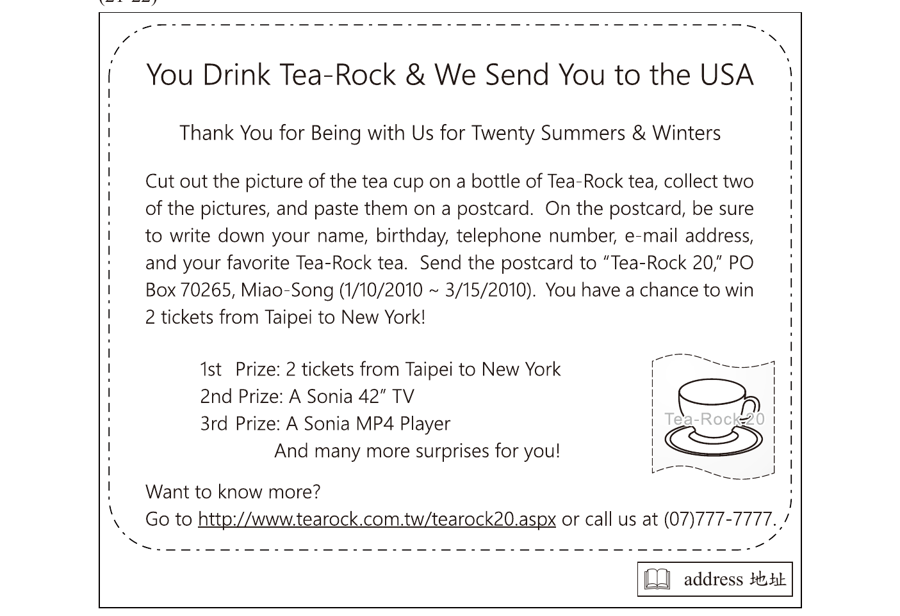 You Drink Tea-Rock & We Send You to the USA
Thank You for Being with Us for Twenty Summers & Winters
Cut out the picture of the tea cup on a bottle of Tea-Rock tea, collect two
of the pictures, and paste them on a postcard.  On the postcard, be sure
to write down your name, birthday, telephone number, e-mail address,
and your favorite Tea-Rock tea.  Send the postcard to “Tea-Rock 20,” PO
Box 70265, Miao-Song (1/10/2010 ~ 3/15/2010).  You have a chance to win
2 tickets from Taipei to New York!
1st  Prize: 2 tickets from Taipei to New York
2nd Prize: A Sonia 42” TV
3rd Prize: A Sonia MP4 Player
And many more surprises for you!
Tea-Rock 20
Want to know more?
Go to http://www.tearock.com.tw/tearock20.aspx or call us at (07)777-7777.
address 地址